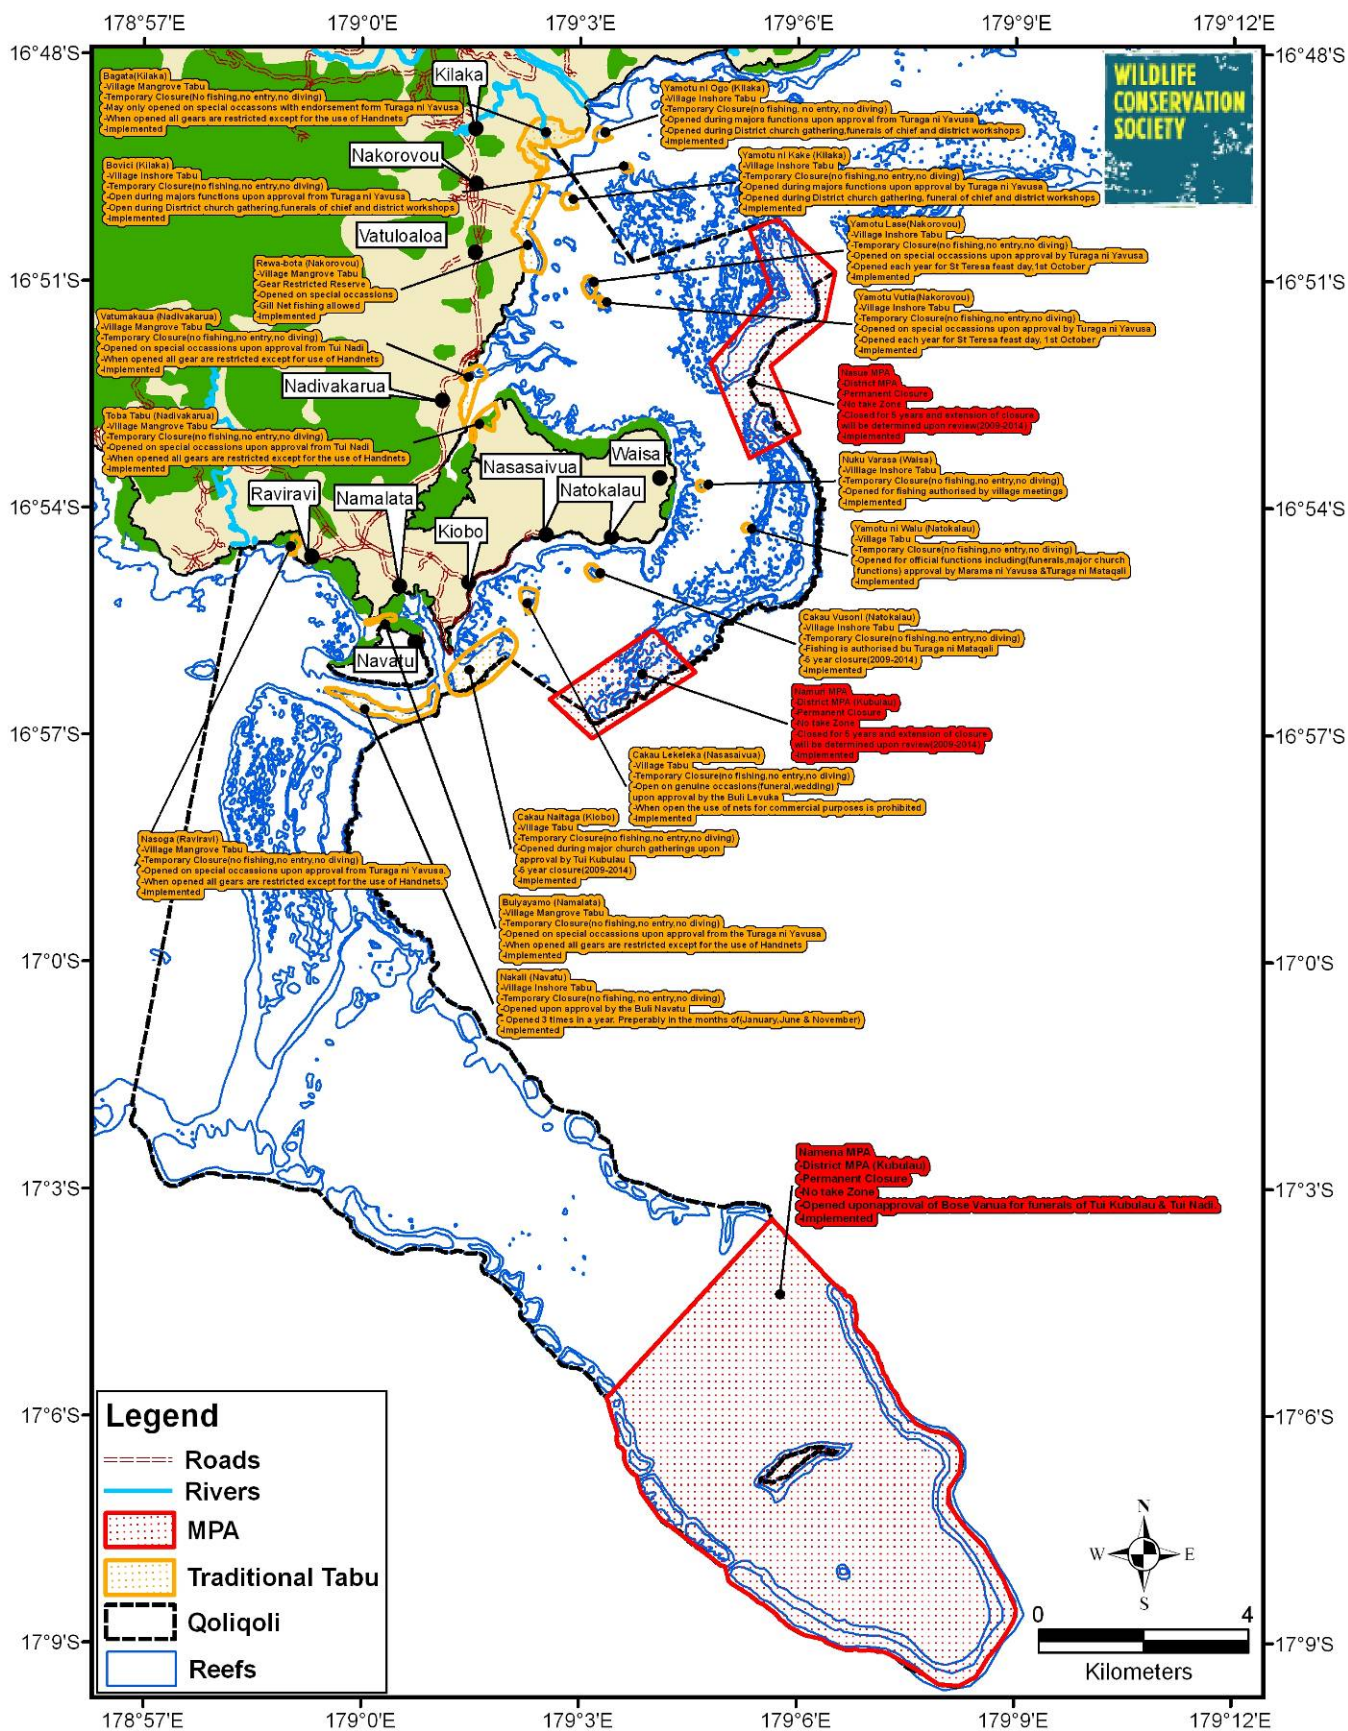 178°57'E 179°0'E 179°3'E 179°6'E 179°9'E 179°12'E
16°48'S 16°48'S
WILDLIFE
CONSERVATION
SOCIETY
Kilaka
Bagata(Kilaka)
-Village Mangrove Tabu
-Temporary Closure(No fishing,no entry,no diving)
-May only opened on special occassons with endorsement form Turaga ni Yavusa
-When opened all gears are restricted except for the use of Handnets
-Implemented
Yamotu ni Ogo (Kilaka)
-Village Inshore Tabu
-Temporary Closure(no fishing, no entry, no diving)
-Opened during majors functions upon approval from Turaga ni Yavusa
-Opened during District church gathering,funerals of chief and district workshops
-Implemented
Nakorovou
Bovici (Kilaka)
-Village Inshore Tabu
-Temporary Closure(no fishing,no entry,no diving)
-Open during majors functions upon approval from Turaga ni Yavusa
-Open during District church gathering,funerals of chief and district workshops
-Implemented
Yamotu ni Kake (Kilaka)
-Village Inshore Tabu
-Temporary Closure(no fishing,no entry,no diving)
-Opened during majors functions upon approval by Turaga ni Yavusa
-Opened during District church gathering, funeral of chief and district workshops
-Implemented
Vatuloaloa
Yamotu Lase(Nakorovou)
-Village Inshore Tabu
-Temporary Closure(no fishing,no entry,no diving)
-Opened on special occassions upon approval by Turaga ni Yavusa
-Opened each year for St Teresa feast day,1st October
-Implemented
Rewa-bota (Nakorovou)
-Village Mangrove Tabu
-Gear Restricted Reserve
-Opened on special occassions
-Gill Net fishing allowed
-Implemented
16°51'S 16°51'S
Yamotu Vutia(Nakorovou)
-Village Inshore Tabu
-Temporary Closure(no fishing,no entry,no diving)
-Opened on special occassions upon approval by Turaga ni Yavusa
-Opened each year for St Teresa feast day, 1st October
-Implemented
Vatumakaua (Nadivakarua)
-Village Mangrove Tabu
-Temporary Closure(no fishing,no entry,no diving)
-Opened on special occassions upon approval from Tui Nadi
-When opened all gear are restricted except for use of Handnets
-Implemented
Nadivakarua
Nasue MPA
-District MPA
-Permanent Closure
-No take Zone
-Closed for 5 years and extension of closure
will be determined upon review(2009-2014)
-Implemented
Toba Tabu (Nadivakarua)
-Village Mangrove Tabu
-Temporary Closure(no fishing,no entry,no diving)
-Opened on special occassions upon approval from Tui Nadi
-When opened all gears are restricted except for the use of Handnets
-Implemented
Waisa
Nasasaivua
Natokalau
Nuku Varasa (Waisa)
-Villlage Inshore Tabu
-Temporary Closure(no fishing,no entry,no diving)
-Opened for fishing authorised by village meetings
-Implemented
Raviravi
Namalata
Kiobo
16°54'S 16°54'S
Yamotu ni Walu (Natokalau)
-Village Tabu
-Temporary Closure(no fishing,no entry,no diving)
-Opened for official functions including(funerals,major church
functions) approval by Marama ni Yavusa &Turaga ni Mataqali
-Implemented
Cakau Vusoni (Natokalau)
-Village Inshore Tabu
-Temporary Closure(no fishing,no entry,no diving)
-Fishing is authorised by Turaga ni Mataqali
-5 year closure(2009-2014)
-Implemented
Navatu
Namuri MPA
-District MPA (Kubulau)
-Permanent Closure
-No take Zone
-Closed for 5 years and extension of closure
will be determined upon review(2009-2014)
-Implemented
16°57'S 16°57'S
Cakau Lekeleka (Nasasaivua)
-Village Tabu
-Temporary Closure(no fishing,no entry,no diving)
-Open on genuine occasions(funeral,wedding)
upon approval by the Buli Levuka
-When open the use of nets for commercial purposes is prohibited
-Implemented
Cakau Naitaga (Kiobo)
-Village Tabu
-Temporary Closure(no fishing,no entry,no diving)
-Opened during major church gatherings upon
approval by Tui Kubulau
-5 year closure(2009-2014)
-Implemented
Nasoga (Raviravi)
-Village Mangrove Tabu
-Temporary Closure(no fishing,no entry,no diving)
-Opened on special occassions upon approval from Turaga ni Yavusa.
-When opened all gears are restricted except for the use of Handnets.
-Implemented
Buiyayamo (Namalata)
-Village Mangrove Tabu
-Temporary Closure(no fishing,no entry,no diving)
-Opened on special occassions upon approval from the Turaga ni Yavusa
-When opened all gears are restricted except for the use of Handnets
-Implemented
17°0'S 17°0'S
Nakali (Navatu)
-Village Inshore Tabu
-Temporary Closure(no fishing, no entry,no diving)
-Opened upon approval by the Buli Navatu
- Opened 3 times in a year. Preperably in the months of(January,June & November)
-Implemented
Namena MPA
-District MPA (Kubulau)
-Permanent Closure
-No take Zone
-Opened uponapproval of Bose Vanua for funerals of Tui Kubulau & Tui Nadi.
-Implemented
17°3'S 17°3'S
17°6'S 17°6'S
Legend
Roads
Rivers
MPA
Traditional Tabu
Qoliqoli
Reefs
N
W E
S
0 4
Kilometers
17°9'S 17°9'S
178°57'E 179°0'E 179°3'E 179°6'E 179°9'E 179°12'E